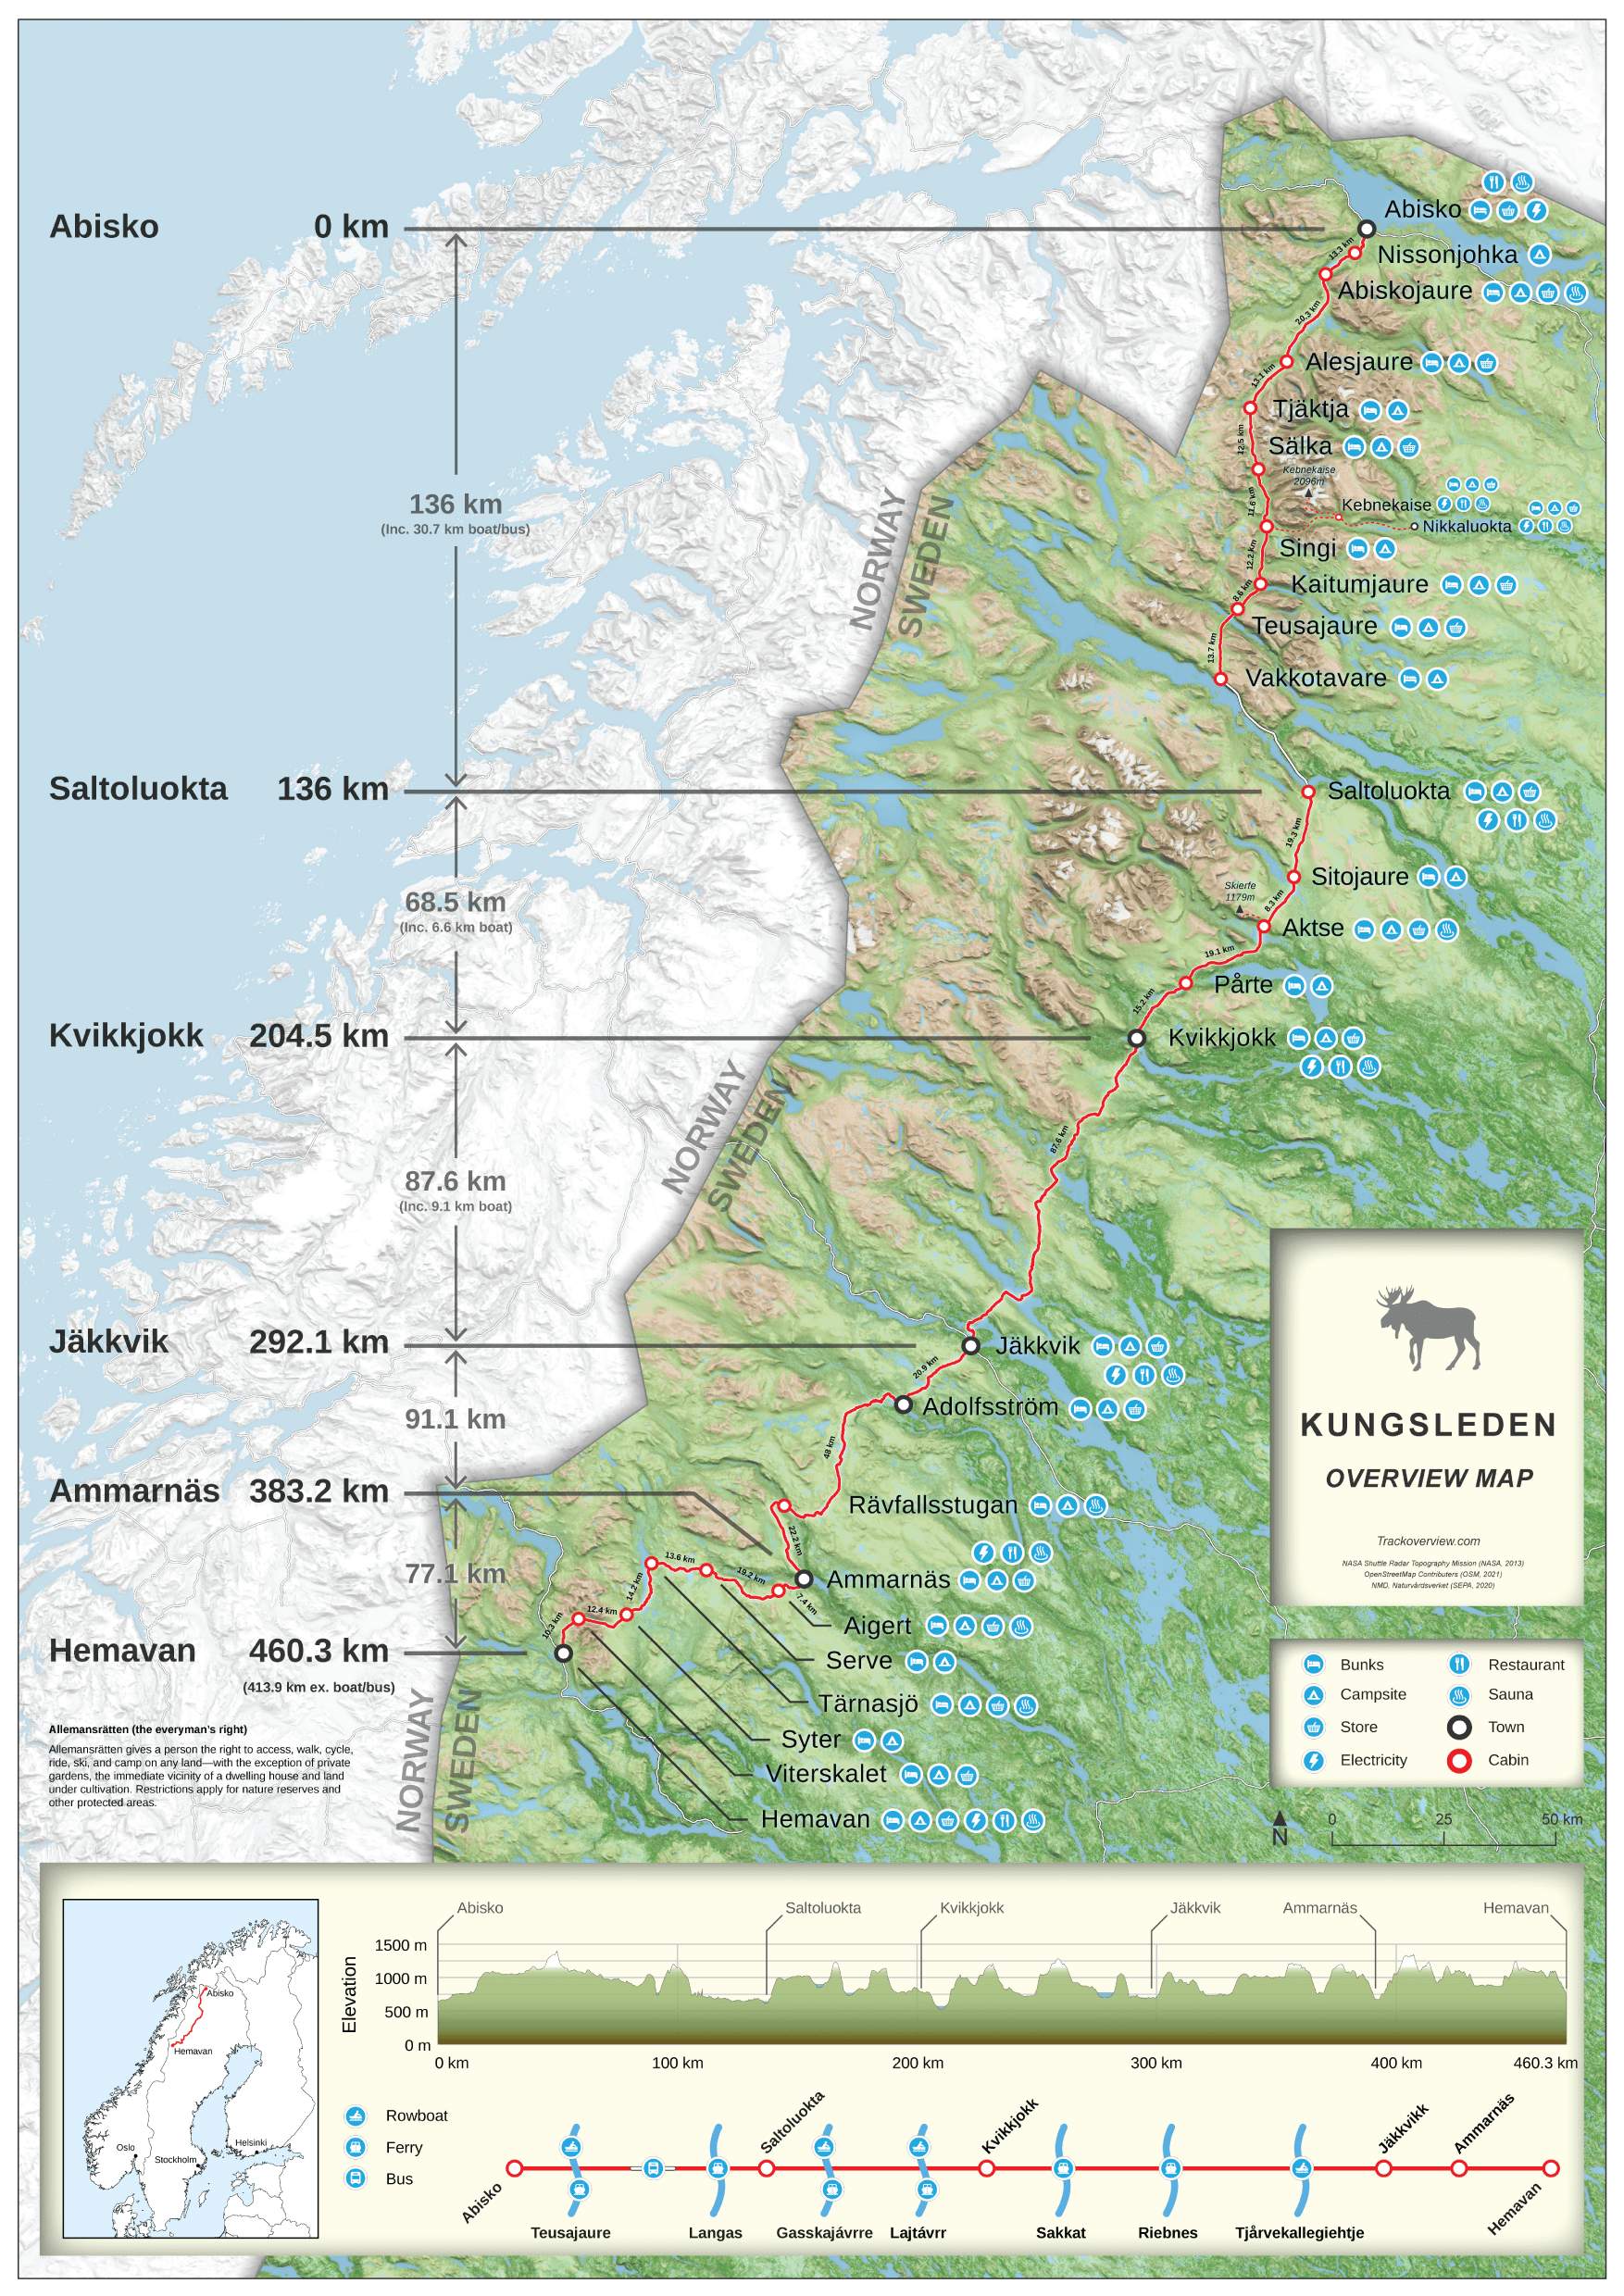 Abisko 0 km
136 km
(Inc. 30.7 km boat/bus)
Saltoluokta 136 km
68.5 km
(Inc. 6.6 km boat)
Kvikkjokk 204.5 km
87.6 km
(Inc. 9.1 km boat)
Jäkkvik 292.1 km
91.1 km
Ammarnäs 383.2 km
77.1 km
Hemavan 460.3 km
(413.9 km ex. boat/bus)
Allemansrätten (the everyman's right)
Allemansrätten gives a person the right to access, walk, cycle,
ride, ski, and camp on any land—with the exception of private
gardens, the immediate vicinity of a dwelling house and land
under cultivation. Restrictions apply for nature reserves and
other protected areas.
NORWAY
SWEDEN
NORWAY
SWEDEN
NORWAY
SWEDEN
Abisko
13.3 km
Nissonjohka
Abiskojaure
20.3 km
Alesjaure
13.1 km
Tjäktja
12.5 km
Sälka
Kebnekaise
2096m
11.6 km
Kebnekaise
Nikkaluokta
Singi
12.2 km
Kaitumjaure
8.6 km
Teusajaure
13.7 km
Vakkotavare
Saltoluokta
19.3 km
Sitojaure
Skierfe
1179m
8.3 km
Aktse
19.1 km
Pårte
15.2 km
Kvikkjokk
87.6 km
Jäkkvik
20.9 km
Adolfsström
48 km
Rävfallsstugan
22.2 km
Ammarnäs
7.4 km
Aigert
19.2 km
Serve
13.6 km
Tärnasjö
14.2 km
Syter
12.4 km
Viterskalet
10.3 km
Hemavan
KUNGSLEDEN
OVERVIEW MAP
Trackoverview.com
NASA Shuttle Radar Topography Mission (NASA, 2013)
OpenStreetMap Contributers (OSM, 2021)
NMD, Naturvårdsverket (SEPA, 2020)
Bunks
Restaurant
Campsite
Sauna
Store
Town
Electricity
Cabin
N
0 25 50 km
Abisko
Hemavan
Oslo
Stockholm
Helsinki
Abisko Saltoluokta Kvikkjokk Jäkkvik Ammarnäs Hemavan
Elevation
1500 m
1000 m
500 m
0 m
0 km 100 km 200 km 300 km 400 km 460.3 km
Rowboat
Ferry
Bus
Abisko
Saltoluokta
Kvikkjokk
Jäkkvikk
Ammarnäs
Hemavan
Teusajaure Langas Gasskajávrre Lajtávrr Sakkat Riebnes Tjårvekallegiehtje